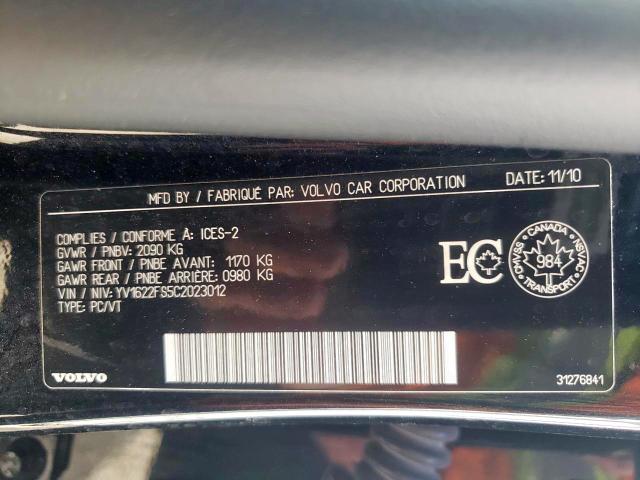 MFD BY / FABRIQUÉ PAR: VOLVO CAR CORPORATION DATE: 11/10
COMPLIES / CONFORME A: ICES-2
GVWR / PNBV: 2090 KG
GAWR FRONT / PNBE AVANT: 1170 KG
GAWR REAR / PNBE ARRIÈRE: 0980 KG
VIN / NIV: YV1622FS5C2023012
TYPE: PC/VT
EC
CANADA
CMVSS 984 NSVAC
TRANSPORT
VOLVO 31276841